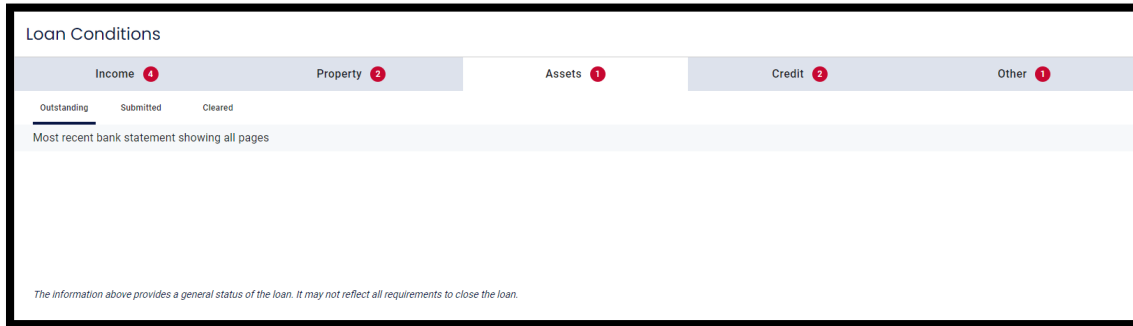 Loan Conditions
Income 4 Property 2 Assets 1 Credit 2 Other 1
Outstanding Submitted Cleared
Most recent bank statement showing all pages
The information above provides a general status of the loan. It may not reflect all requirements to close the loan.